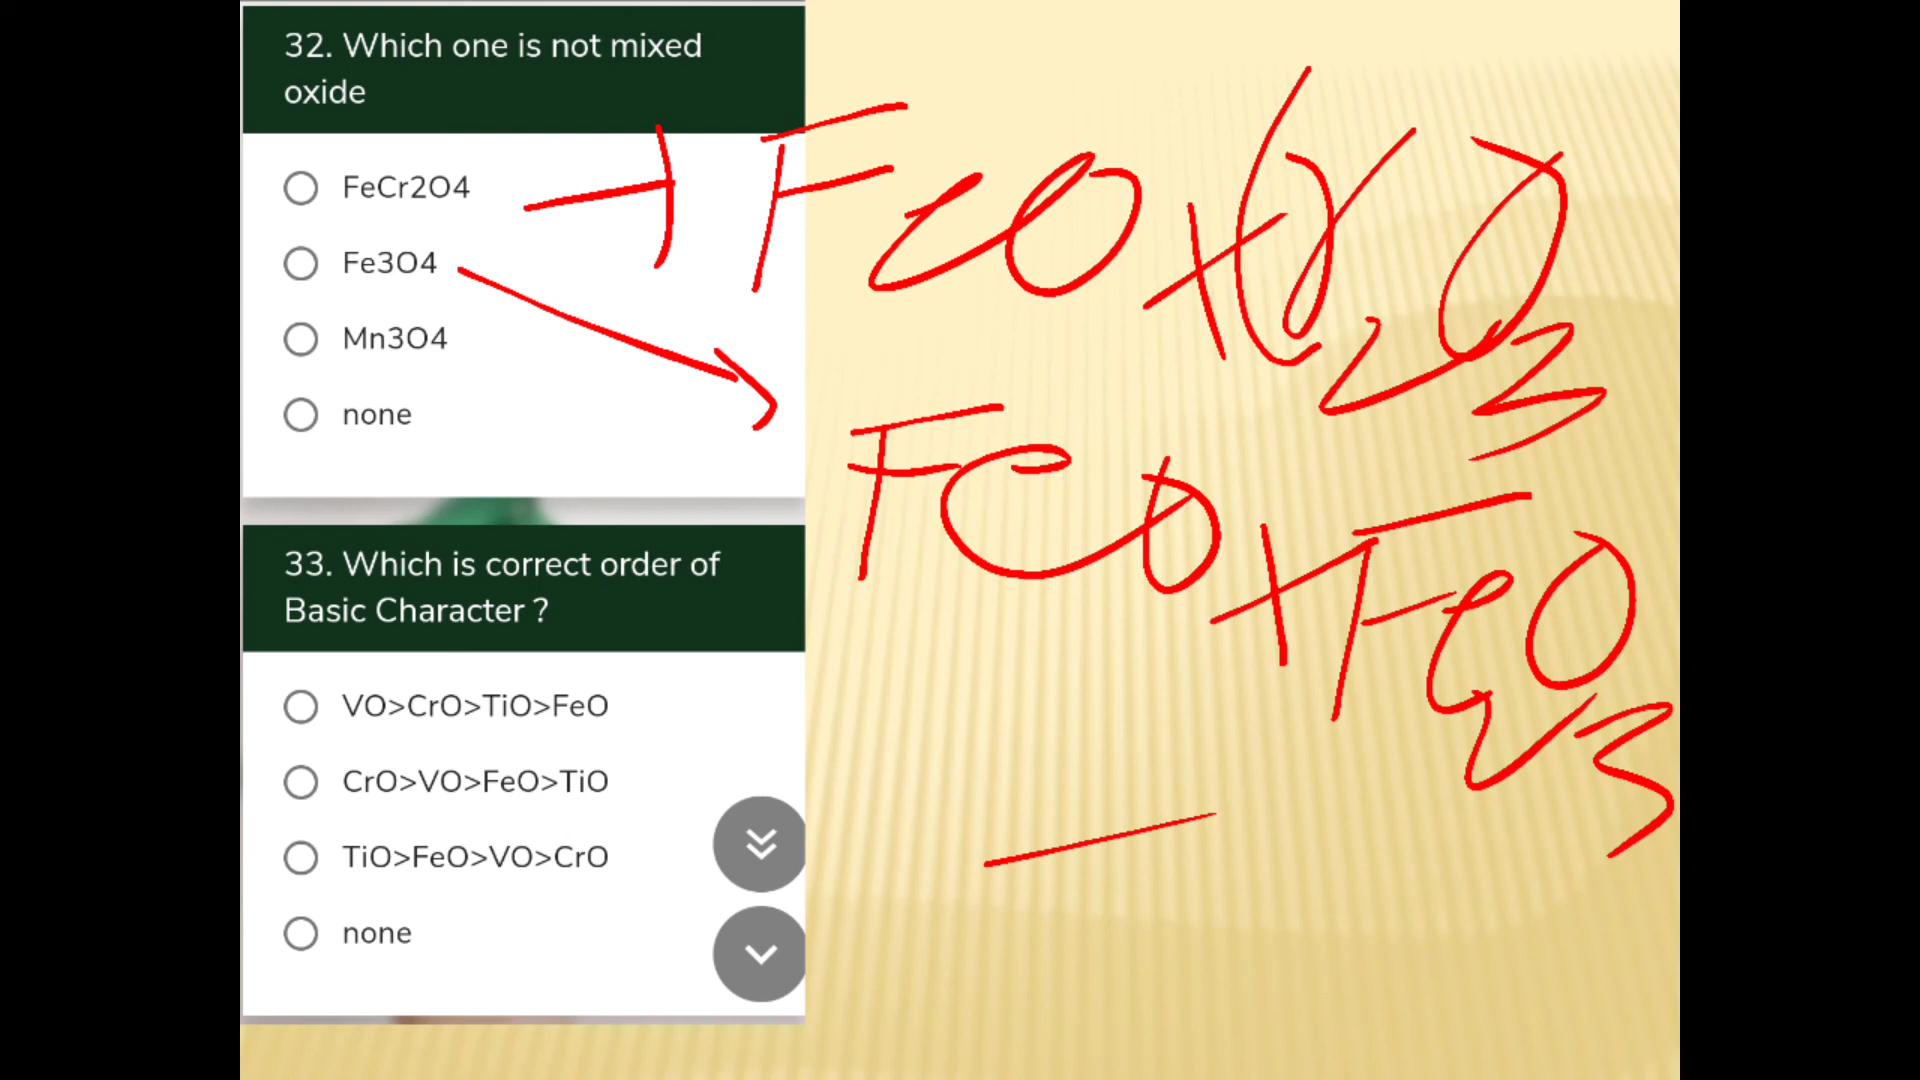 32. Which one is not mixed
oxide
FeCr2O4
Fe3O4
Mn3O4
none
FeO + Cr2O3
FeO + Fe2O3
33. Which is correct order of
Basic Character ?
VO>CrO>TiO>FeO
CrO>VO>FeO>TiO
TiO>FeO>VO>CrO
none